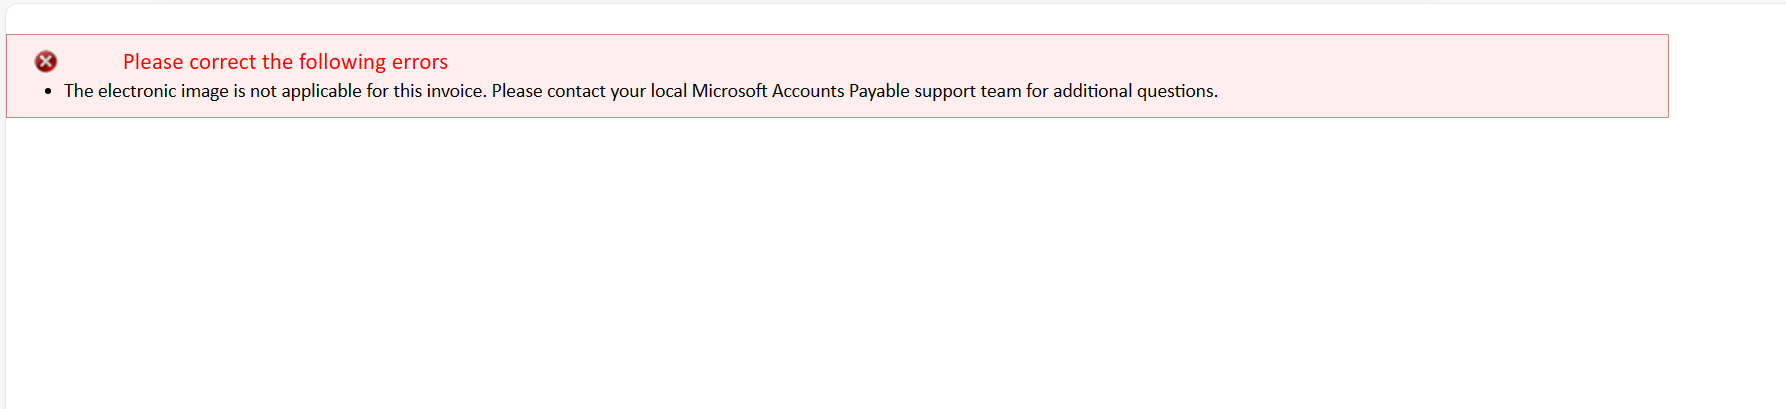 Please correct the following errors
• The electronic image is not applicable for this invoice. Please contact your local Microsoft Accounts Payable support team for additional questions.